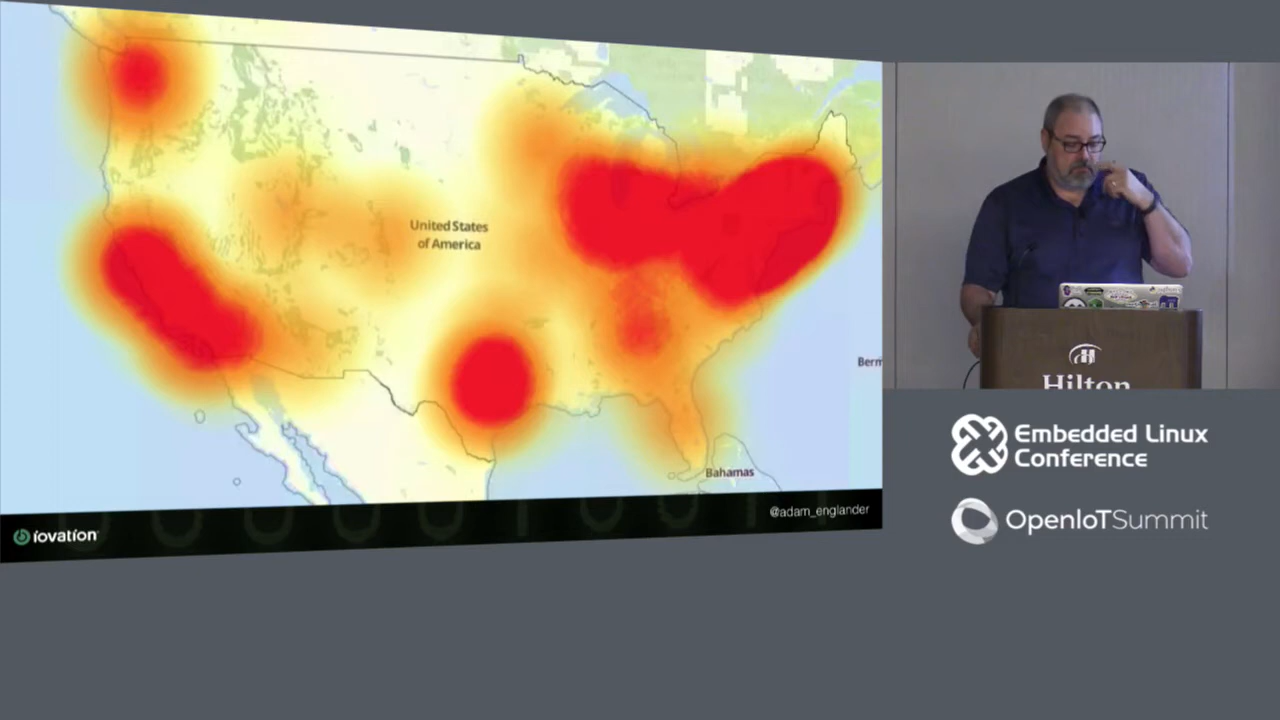 United States
of America
Berm
Bahamas
@adam_englander
iovation
Hilton
Embedded Linux
Conference
OpenIoTSummit